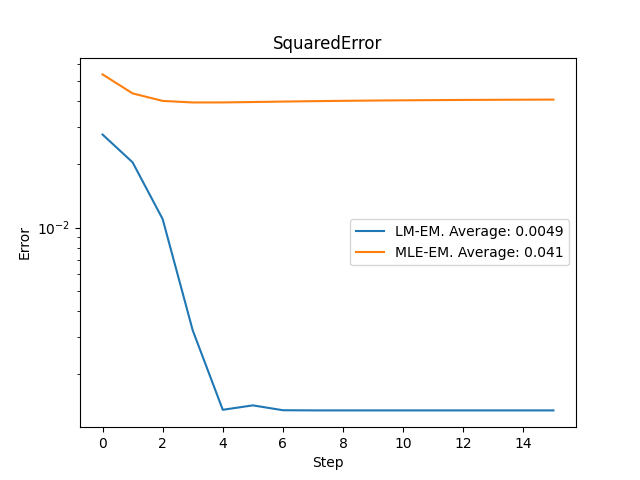 SquaredError
Error
10⁻²
LM-EM. Average: 0.0049
MLE-EM. Average: 0.041
0 2 4 6 8 10 12 14
Step